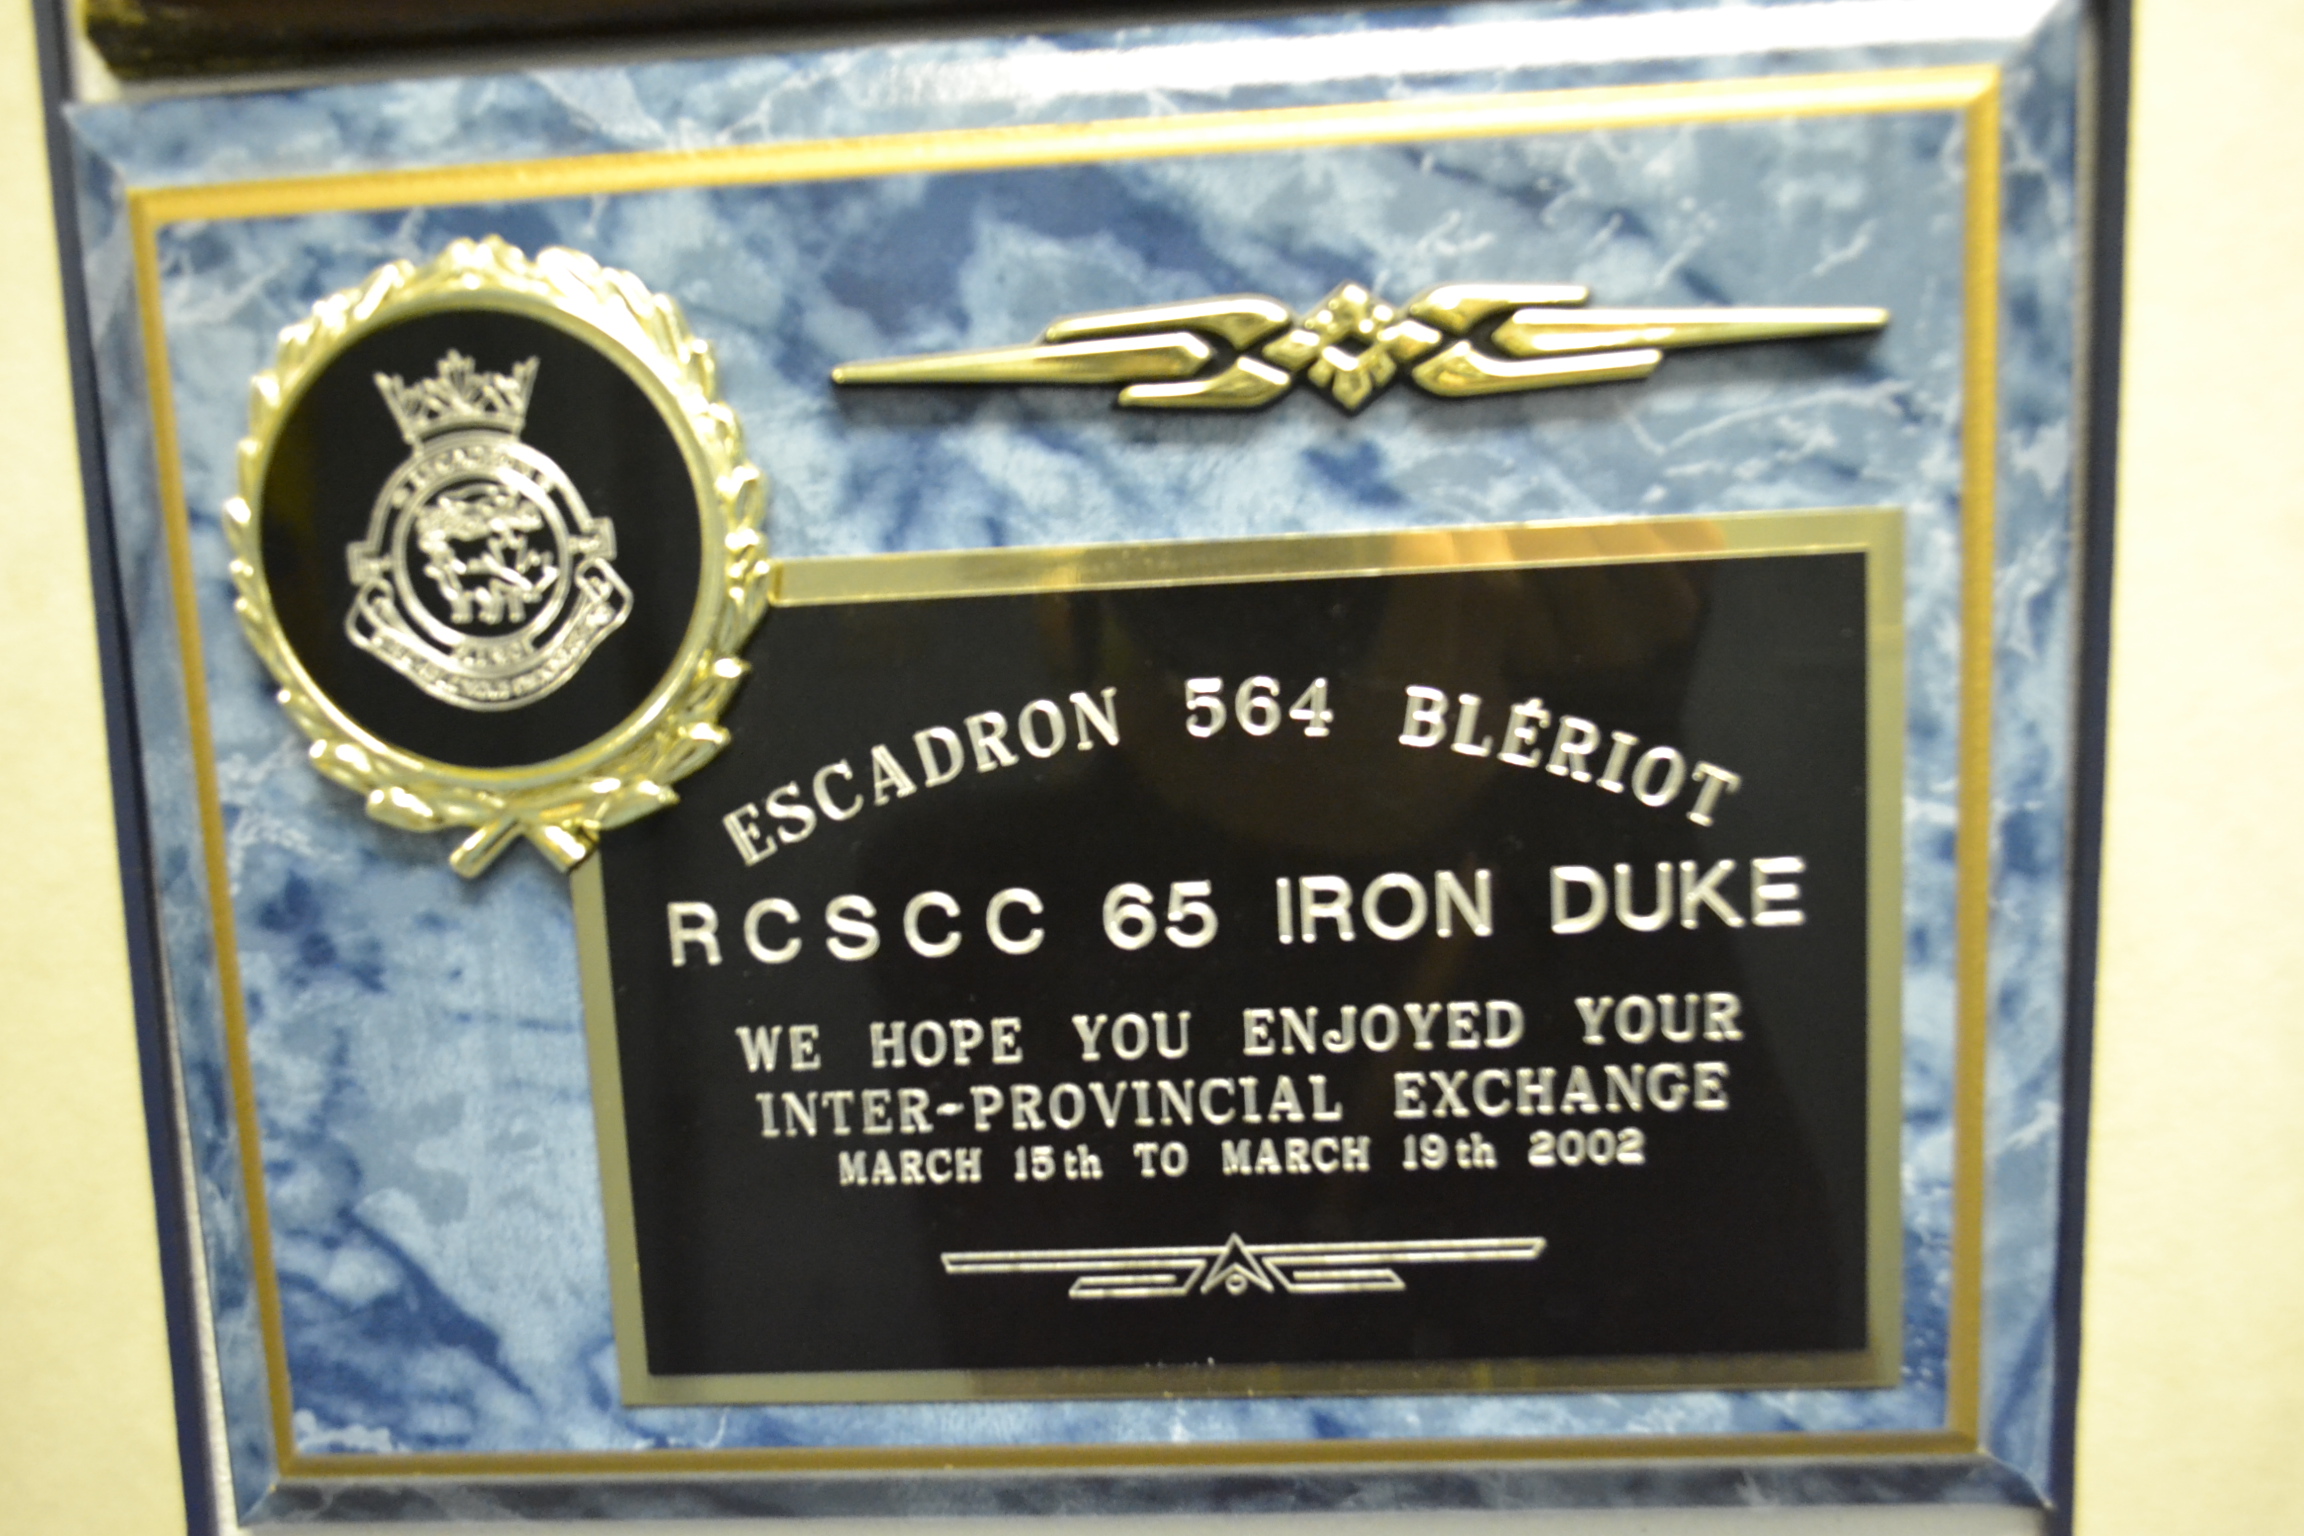 ESCADRON 564 BLÉRIOT
RCSCC 65 IRON DUKE
WE HOPE YOU ENJOYED YOUR
INTER-PROVINCIAL EXCHANGE
MARCH 15th TO MARCH 19th 2002